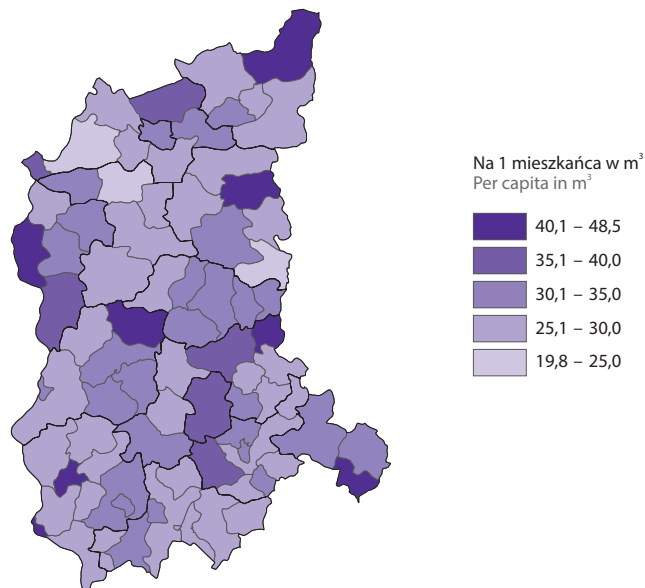 Na 1 mieszkańca w m³
Per capita in m³
40,1 – 48,5
35,1 – 40,0
30,1 – 35,0
25,1 – 30,0
19,8 – 25,0